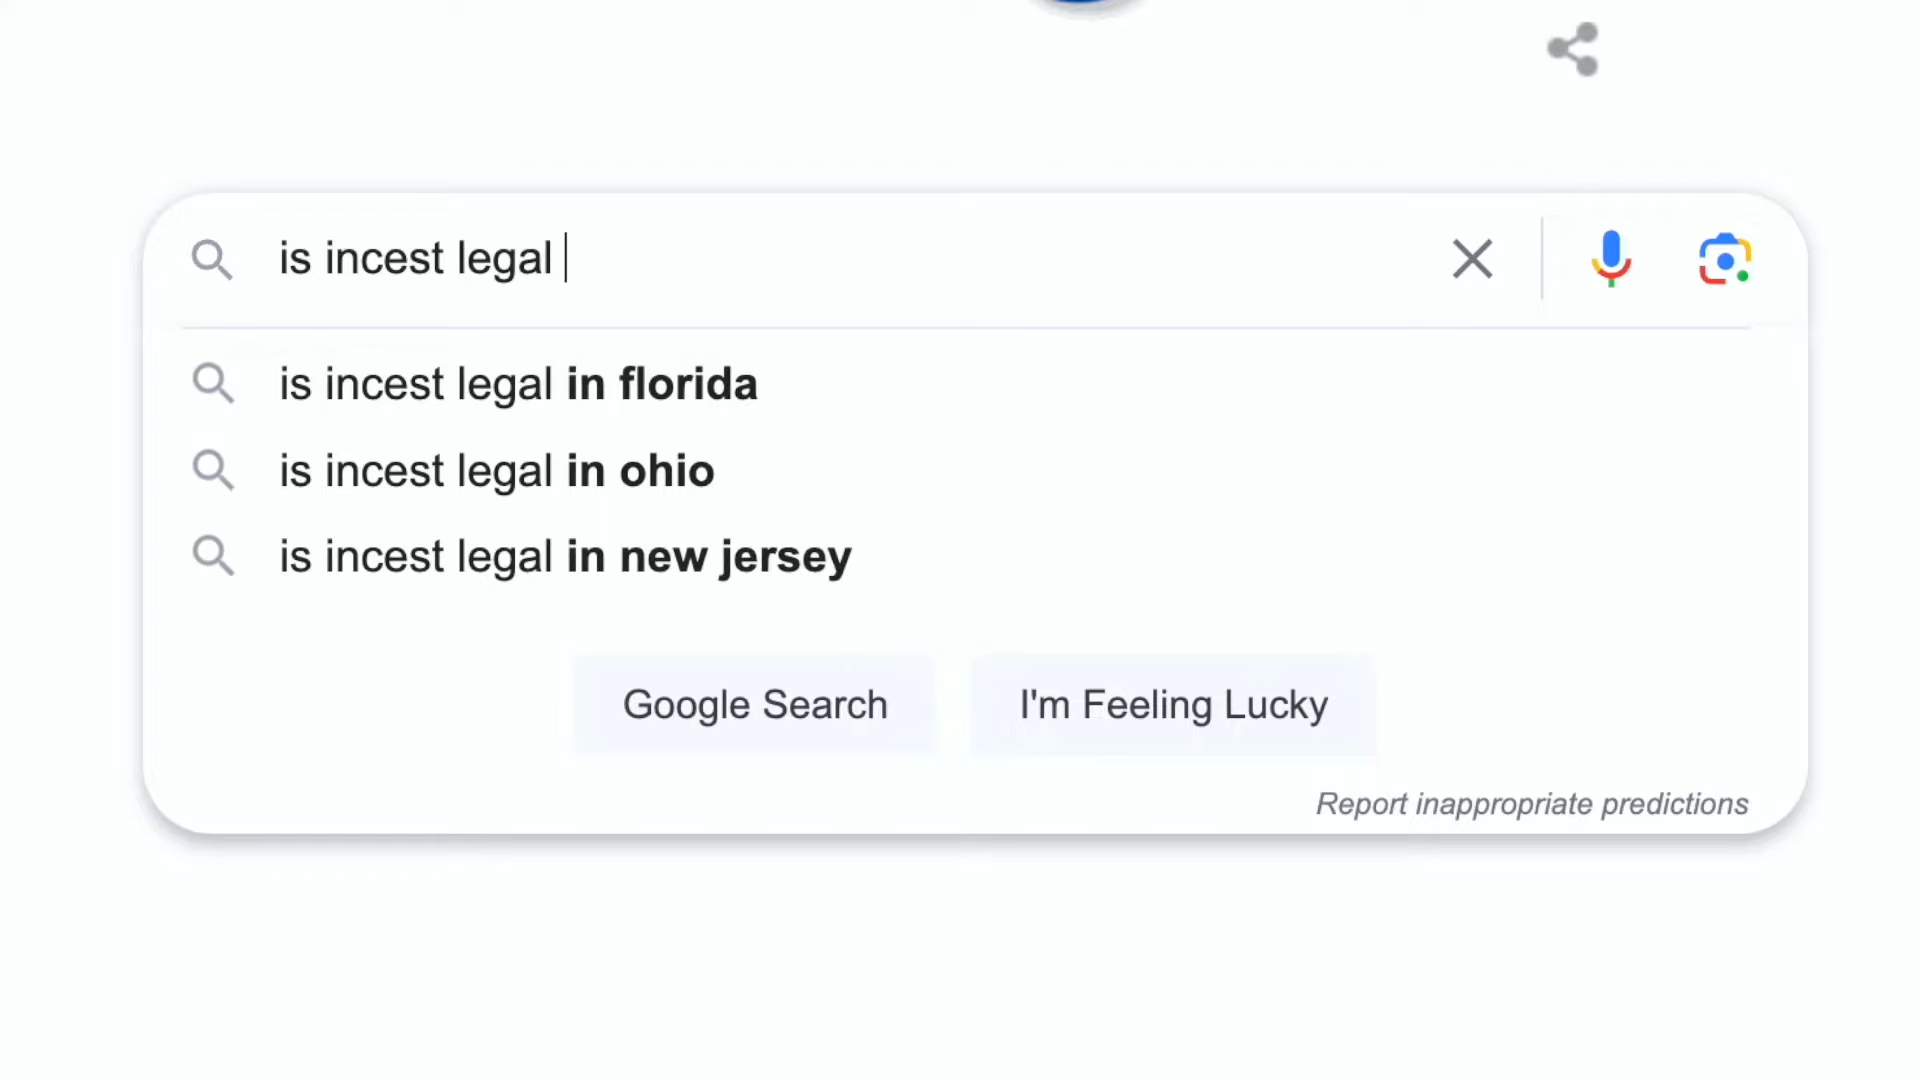 is incest legal
is incest legal in florida
is incest legal in ohio
is incest legal in new jersey
Google Search
I'm Feeling Lucky
Report inappropriate predictions